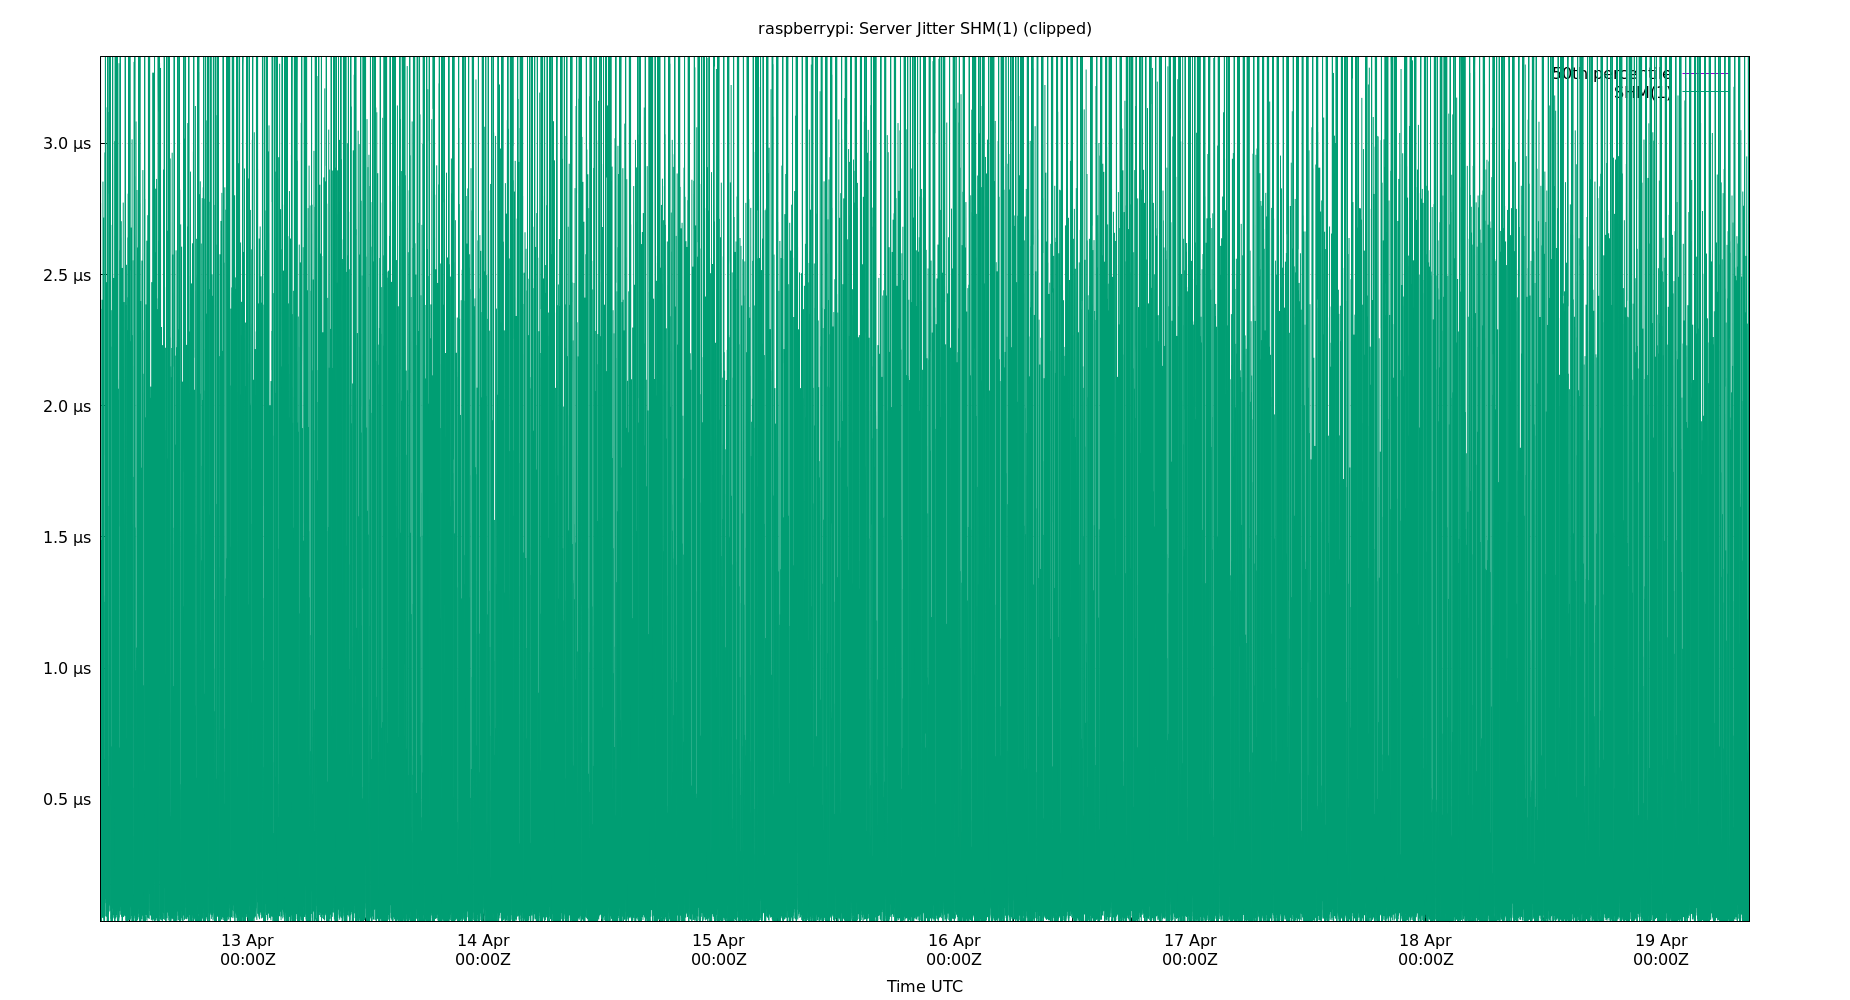 raspberrypi: Server Jitter SHM(1) (clipped)
50th percentile
SHM(1)
3.0 µs
2.5 µs
2.0 µs
1.5 µs
1.0 µs
0.5 µs
13 Apr 14 Apr 15 Apr 16 Apr 17 Apr 18 Apr 19 Apr
00:00Z 00:00Z 00:00Z 00:00Z 00:00Z 00:00Z 00:00Z
Time UTC